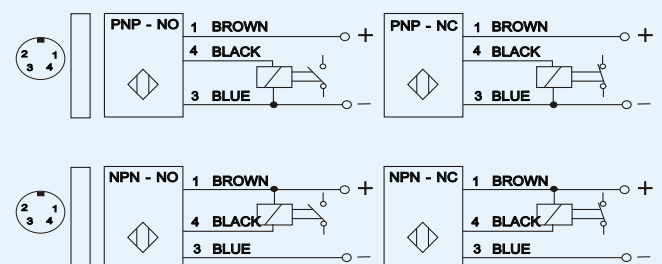 PNP - NO
1 BROWN
+
4 BLACK
3 BLUE
−
2 1
3 4
PNP - NC
1 BROWN
+
4 BLACK
3 BLUE
−
NPN - NO
1 BROWN
+
4 BLACK
3 BLUE
−
2 1
3 4
NPN - NC
1 BROWN
+
4 BLACK
3 BLUE
−